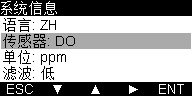 系统信息
语言: ZH
传感器: DO
单位: ppm
滤波: 低
ESC ▼ ▲ ► ENT